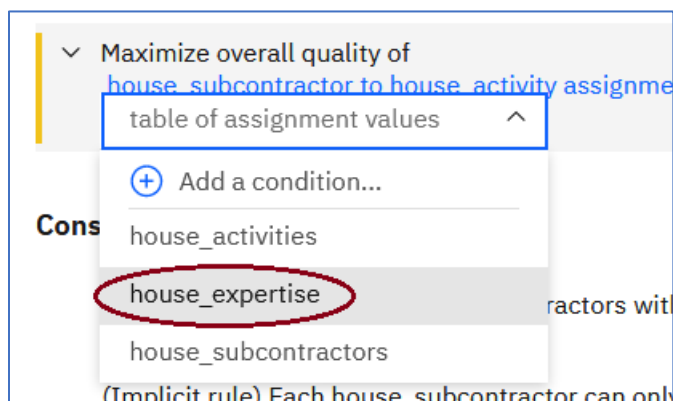 Maximize overall quality of
house_subcontractor to house_activity assignme
table of assignment values
Add a condition...
Cons
house_activities
house_expertise
ractors with
house_subcontractors
(Implicit rule) Each house_subcontractor can only